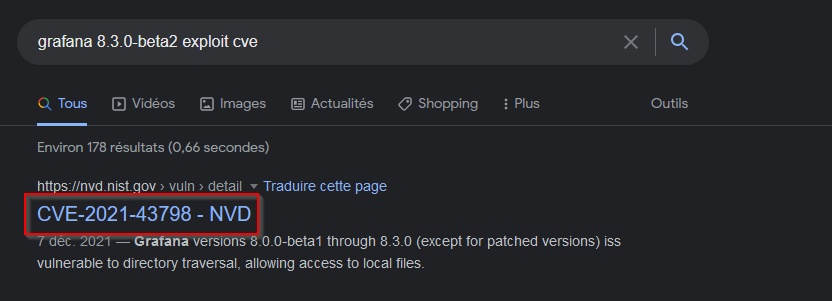 grafana 8.3.0-beta2 exploit cve
Tous Vidéos Images Actualités Shopping Plus Outils
Environ 178 résultats (0,66 secondes)
https://nvd.nist.gov › vuln › detail Traduire cette page
CVE-2021-43798 - NVD
7 déc. 2021 — Grafana versions 8.0.0-beta1 through 8.3.0 (except for patched versions) iss
vulnerable to directory traversal, allowing access to local files.